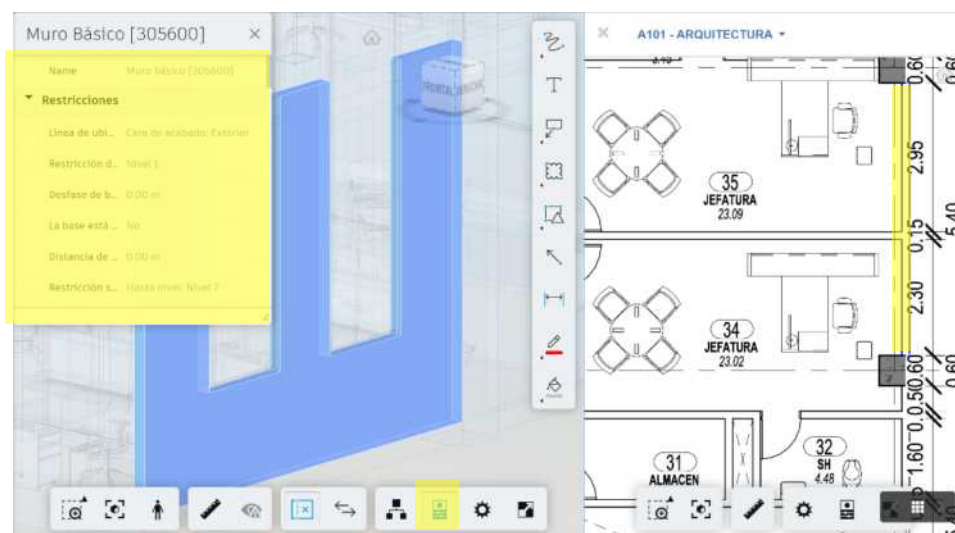 Muro Básico [305600]
Name Muro Básico [305600]
Restricciones
Línea de ubi... Cara de acabado: Exterior
Restricción d... Nivel 1
Desfase de b... 0.00 m
La base está ... No
Distancia de ... 0.00 m
Restricción s... Hasta nivel: Nivel 2
FRONTAL
T
A101 - ARQUITECTURA
0.60
2.95
5.40
35
JEFATURA
23.09
0.15
2.30
34
JEFATURA
23.02
0.60
0.60
0.50
1.60
31
ALMACEN
32
SH
4.48